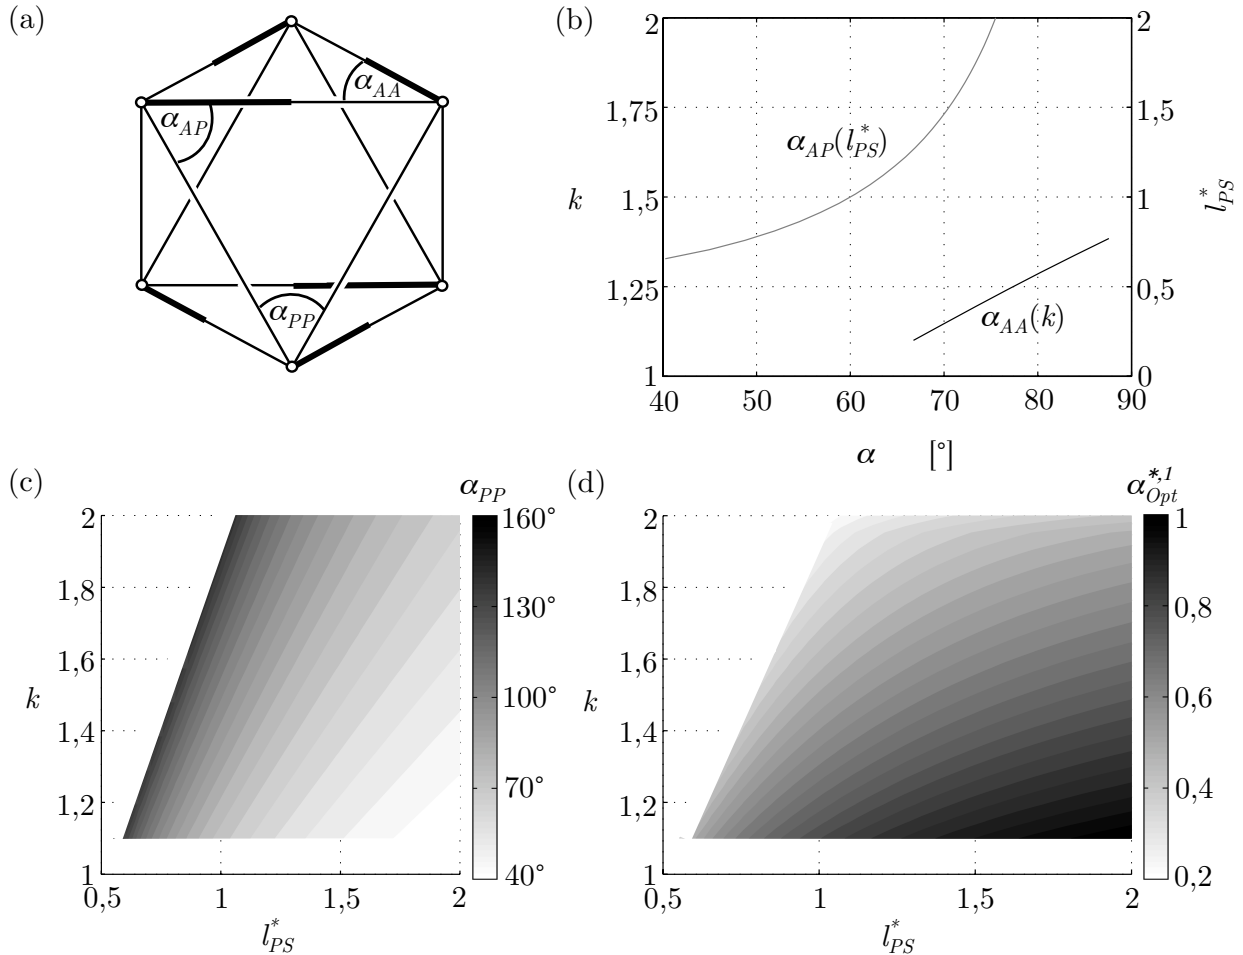 (a)
α_AA
α_AP
α_PP
(b)
2
1,75
1,5
1,25
1
k
α_AP(l*_PS)
α_AA(k)
2
1,5
1
0,5
0
l*_PS
40 50 60 70 80 90
α [°]
(c)
α_PP
2
1,8
1,6
1,4
1,2
1
k
160°
130°
100°
70°
40°
0,5 1 1,5 2
l*_PS
(d)
α^*,1_Opt
2
1,8
1,6
1,4
1,2
1
k
1
0,8
0,6
0,4
0,2
0,5 1 1,5 2
l*_PS